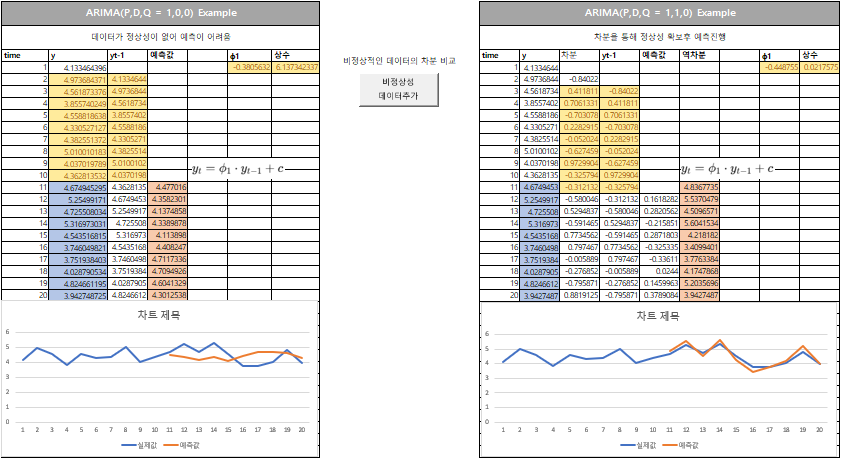 ARIMA(P,D,Q = 1,0,0) Example
데이터가 정상성이 없어 예측이 어려움
time y yt-1 예측값 ф1 상수
1 4.133464396 -0.3805632 6.137342337
2 4.973684371 4.1334644
3 4.561873376 4.9736844
4 3.855740249 4.5618734
5 4.558818638 3.8557402
6 4.330527127 4.5588186
7 4.382551372 4.3305271
8 5.010010183 4.3825514
9 4.037019789 5.0100102
10 4.362813532 4.0370198
yₜ = ϕ₁ · yₜ₋₁ + c
11 4.674945295 4.3628135 4.477016
12 5.25499171 4.6749453 4.3582301
13 4.725508034 5.2549917 4.1374858
14 5.316973031 4.725508 4.3389878
15 4.543516815 5.316973 4.113898
16 3.746049821 4.5435168 4.408247
17 3.751938403 3.7460498 4.7117336
18 4.028790534 3.7519384 4.7094926
19 4.824661195 4.0287905 4.6041329
20 3.942748725 4.8246612 4.3012538
차트 제목
6
5
4
3
2
1
0
1 2 3 4 5 6 7 8 9 10 11 12 13 14 15 16 17 18 19 20
실제값 예측값
비정상적인 데이터의 차분 비교
비정상성
데이터추가
ARIMA(P,D,Q = 1,1,0) Example
차분을 통해 정상성 확보후 예측진행
time y 차분 yt-1 예측값 역차분 ф1 상수
1 4.1334644 -0.448755 0.0217575
2 4.9736844 -0.84022
3 4.5618734 0.411811 -0.84022
4 3.8557402 0.7061331 0.411811
5 4.5588186 -0.703078 0.7061331
6 4.3305271 0.2282915 -0.703078
7 4.3825514 -0.052024 0.2282915
8 5.0100102 -0.627459 -0.052024
9 4.0370198 0.9729904 -0.627459
10 4.3628135 -0.325794 0.9729904
yₜ = ϕ₁ · yₜ₋₁ + c
11 4.6749453 -0.312132 -0.325794 4.8367735
12 5.2549917 -0.580046 -0.312132 0.1618282 5.5370479
13 4.725508 0.5294837 -0.580046 0.2820562 4.5096571
14 5.316973 -0.591465 0.5294837 -0.215851 5.6041534
15 4.5435168 0.7734562 -0.591465 0.2871803 4.218182
16 3.7460498 0.797467 0.7734562 -0.325335 3.4099401
17 3.7519384 -0.005889 0.797467 -0.33611 3.7763384
18 4.0287905 -0.276852 -0.005889 0.0244 4.1747868
19 4.8246612 -0.795871 -0.276852 0.1459963 5.2035696
20 3.9427487 0.8819125 -0.795871 0.3789084 3.9427487
차트 제목
6
5
4
3
2
1
0
1 2 3 4 5 6 7 8 9 10 11 12 13 14 15 16 17 18 19 20
실제값 예측값